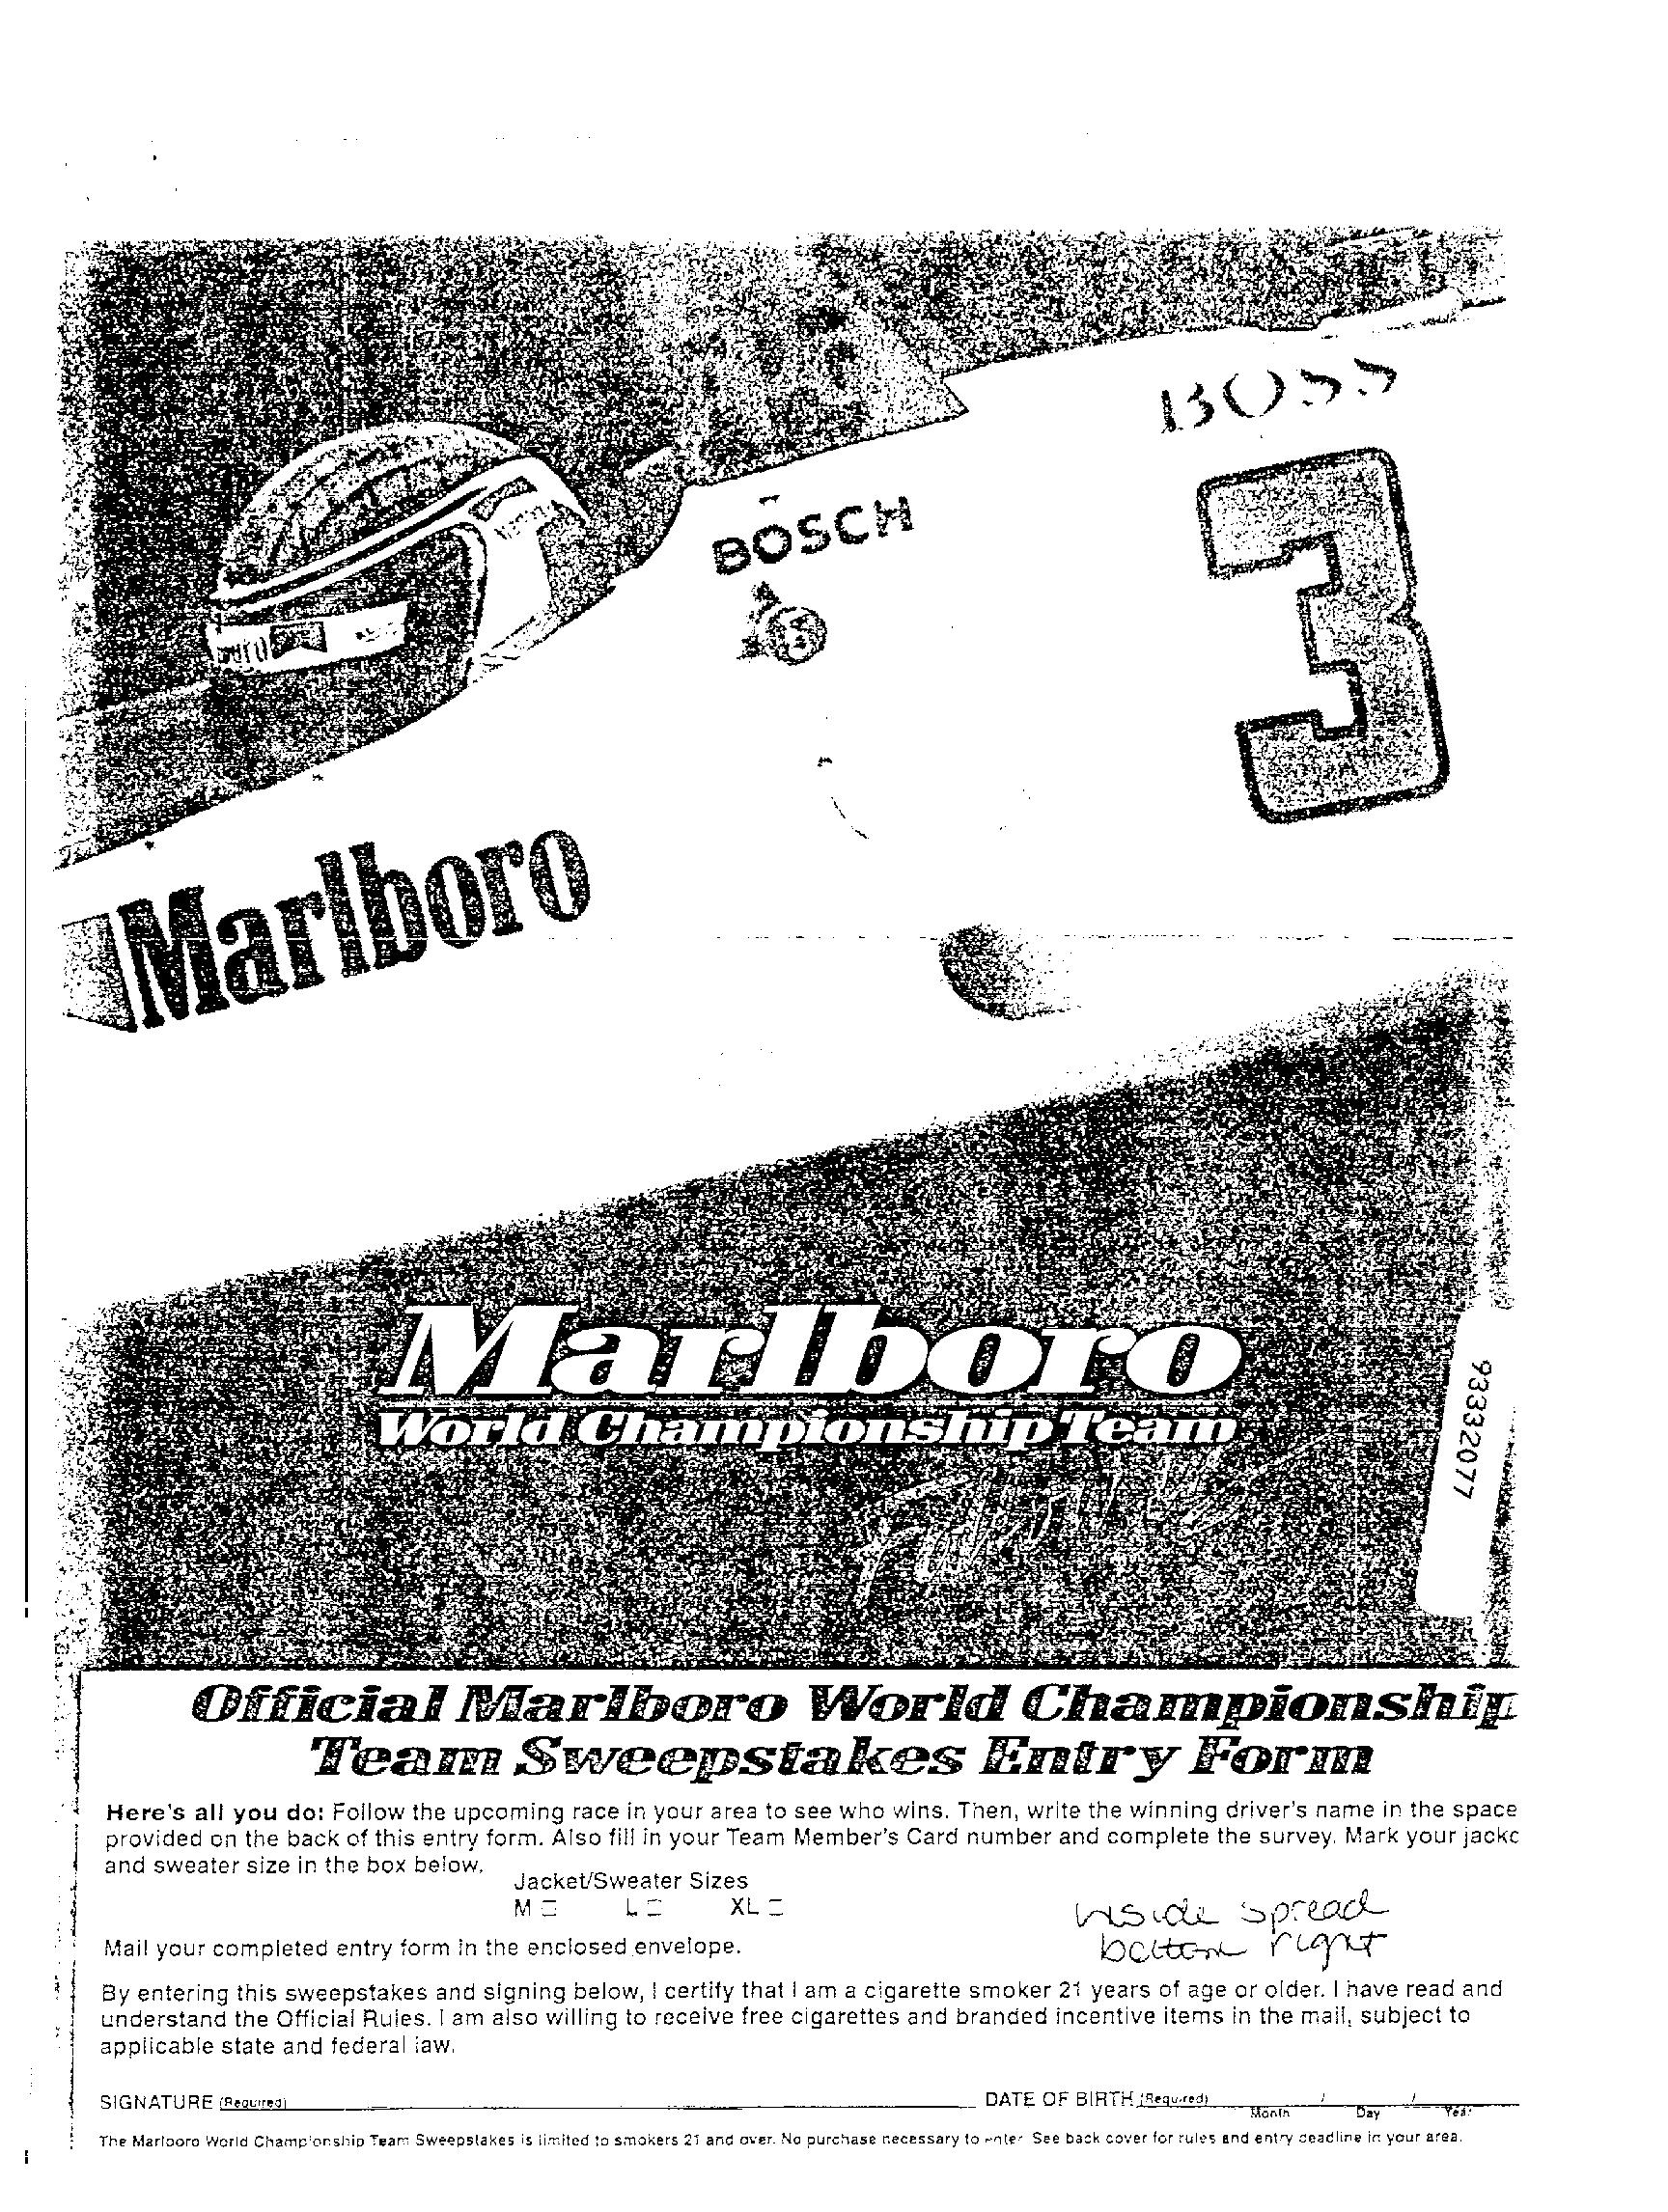 BOSS
BOSCH
3
Marlboro
Marlboro
World Championship Team
93332077
Official Marlboro World Championship
Team Sweepstakes Entry Form
Here's all you do: Follow the upcoming race in your area to see who wins. Then, write the winning driver's name in the space
provided on the back of this entry form. Also fill in your Team Member's Card number and complete the survey. Mark your jacke
and sweater size in the box below.
Jacket/Sweater Sizes
M L XL
inside spread
bottom right
Mail your completed entry form in the enclosed envelope.
By entering this sweepstakes and signing below, I certify that I am a cigarette smoker 21 years of age or older. I have read and
understand the Official Rules. I am also willing to receive free cigarettes and branded incentive items in the mail, subject to
applicable state and federal law.
SIGNATURE (Required) DATE OF BIRTH (Required) / /
Month Day Year
The Marlboro World Championship Team Sweepstakes is limited to smokers 21 and over. No purchase necessary to enter. See back cover for rules and entry deadline in your area.